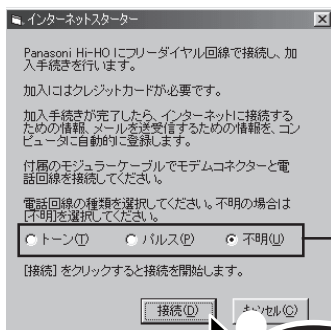 インターネットスターター
Panasoni Hi-HO にフリーダイヤル回線で接続し、加
入手続きを行います。
加入にはクレジットカードが必要です。
加入手続きが完了したら、インターネットに接続する
ための情報、メールを送受信するための情報を、コン
ピュータに自動的に登録します。
付属のモジュラーケーブルでモデムコネクターと電
話回線を接続してください。
電話回線の種類を選択してください。不明の場合は
[不明]を選択してください。
トーン(T) パルス(P) 不明(U)
[接続] をクリックすると接続を開始します。
接続(D) キャンセル(C)